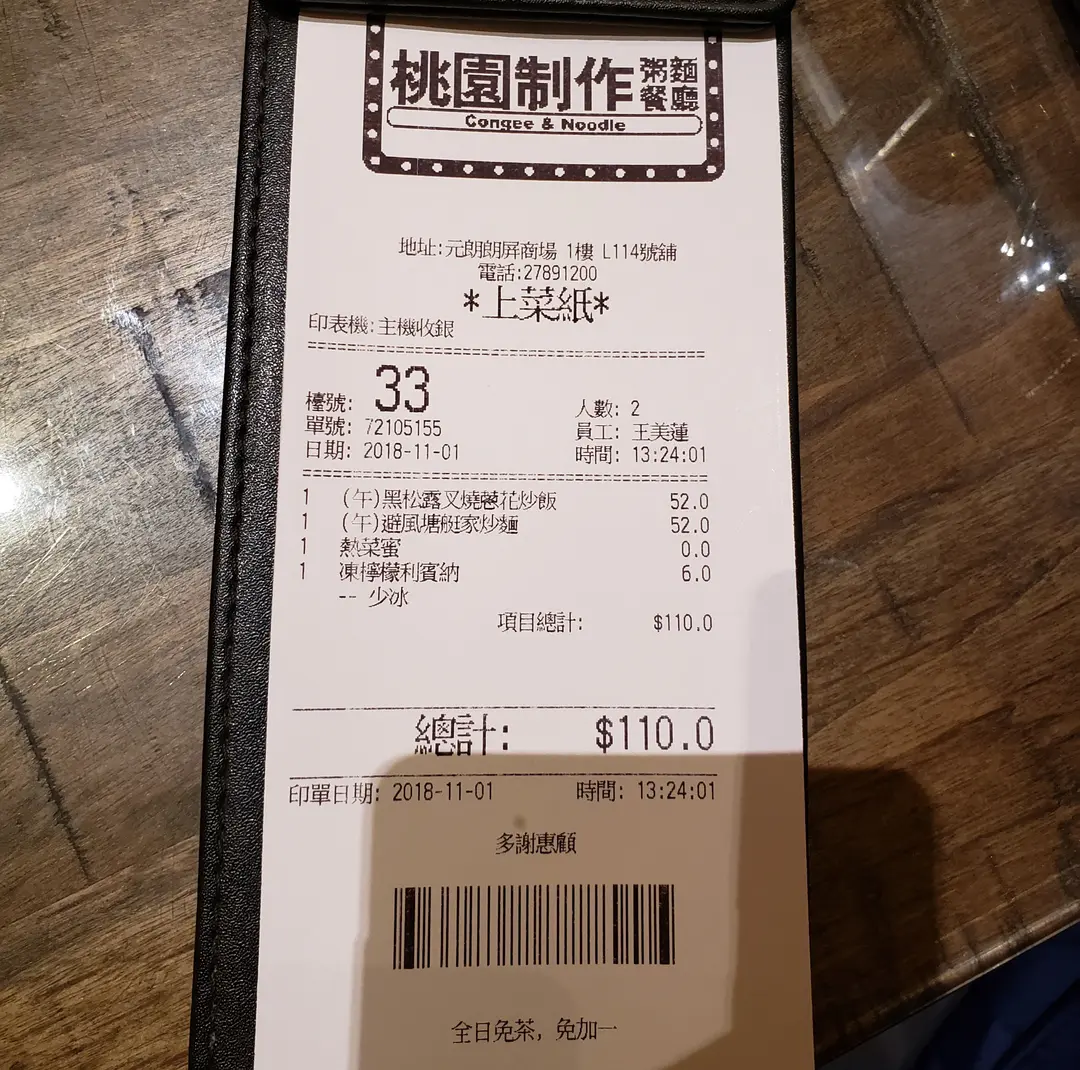 桃園制作 粥麵餐廳
Congee & Noodle
地址:元朗朗屏商場 1樓 L114號舖
電話:27891200
*上菜紙*
印表機:主機收銀
檯號: 33 人數: 2
單號: 72105155 員工: 王美蓮
日期: 2018-11-01 時間: 13:24:01
1 (午)黑松露叉燒蔥花炒飯 52.0
1 (午)避風塘艇家炒麵 52.0
1 熱菜蜜 0.0
1 凍檸檬利賓納 6.0
-- 少冰
項目總計: $110.0
總計: $110.0
印單日期: 2018-11-01 時間: 13:24:01
多謝惠顧
全日免茶, 免加一